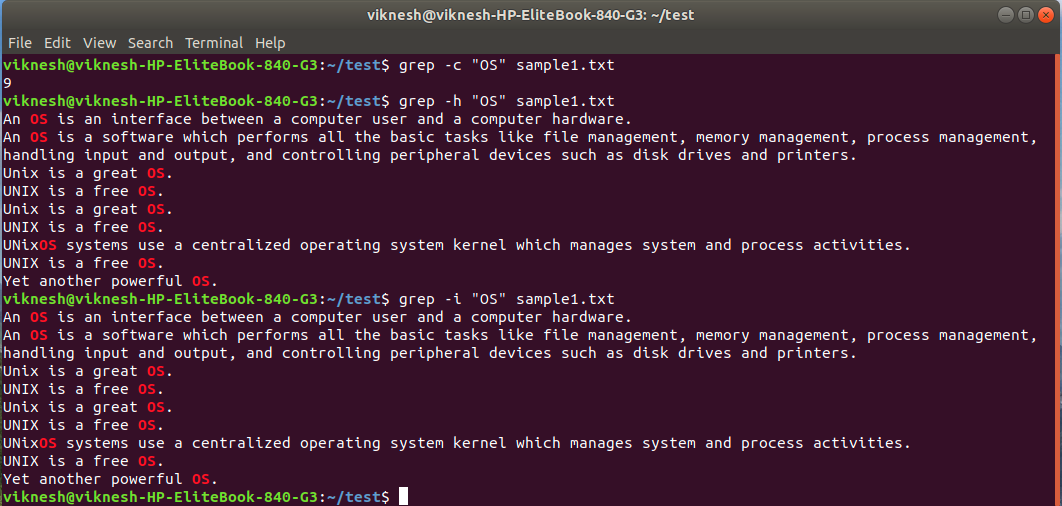 viknesh@viknesh-HP-EliteBook-840-G3: ~/test
File Edit View Search Terminal Help
viknesh@viknesh-HP-EliteBook-840-G3:~/test$ grep -c "OS" sample1.txt
9
viknesh@viknesh-HP-EliteBook-840-G3:~/test$ grep -h "OS" sample1.txt
An OS is an interface between a computer user and a computer hardware.
An OS is a software which performs all the basic tasks like file management, memory management, process management,
handling input and output, and controlling peripheral devices such as disk drives and printers.
Unix is a great OS.
UNIX is a free OS.
Unix is a great OS.
UNIX is a free OS.
UNixOS systems use a centralized operating system kernel which manages system and process activities.
UNIX is a free OS.
Yet another powerful OS.
viknesh@viknesh-HP-EliteBook-840-G3:~/test$ grep -i "OS" sample1.txt
An OS is an interface between a computer user and a computer hardware.
An OS is a software which performs all the basic tasks like file management, memory management, process management,
handling input and output, and controlling peripheral devices such as disk drives and printers.
Unix is a great OS.
UNIX is a free OS.
Unix is a great OS.
UNIX is a free OS.
UNixOS systems use a centralized operating system kernel which manages system and process activities.
UNIX is a free OS.
Yet another powerful OS.
viknesh@viknesh-HP-EliteBook-840-G3:~/test$